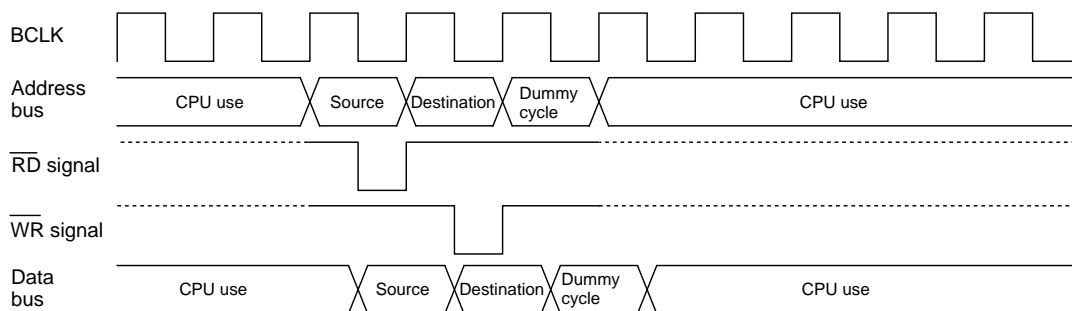 BCLK
Address
bus
CPU use
Source
Destination
Dummy
cycle
CPU use
RD signal
WR signal
Data
bus
CPU use
Source
Destination
Dummy
cycle
CPU use